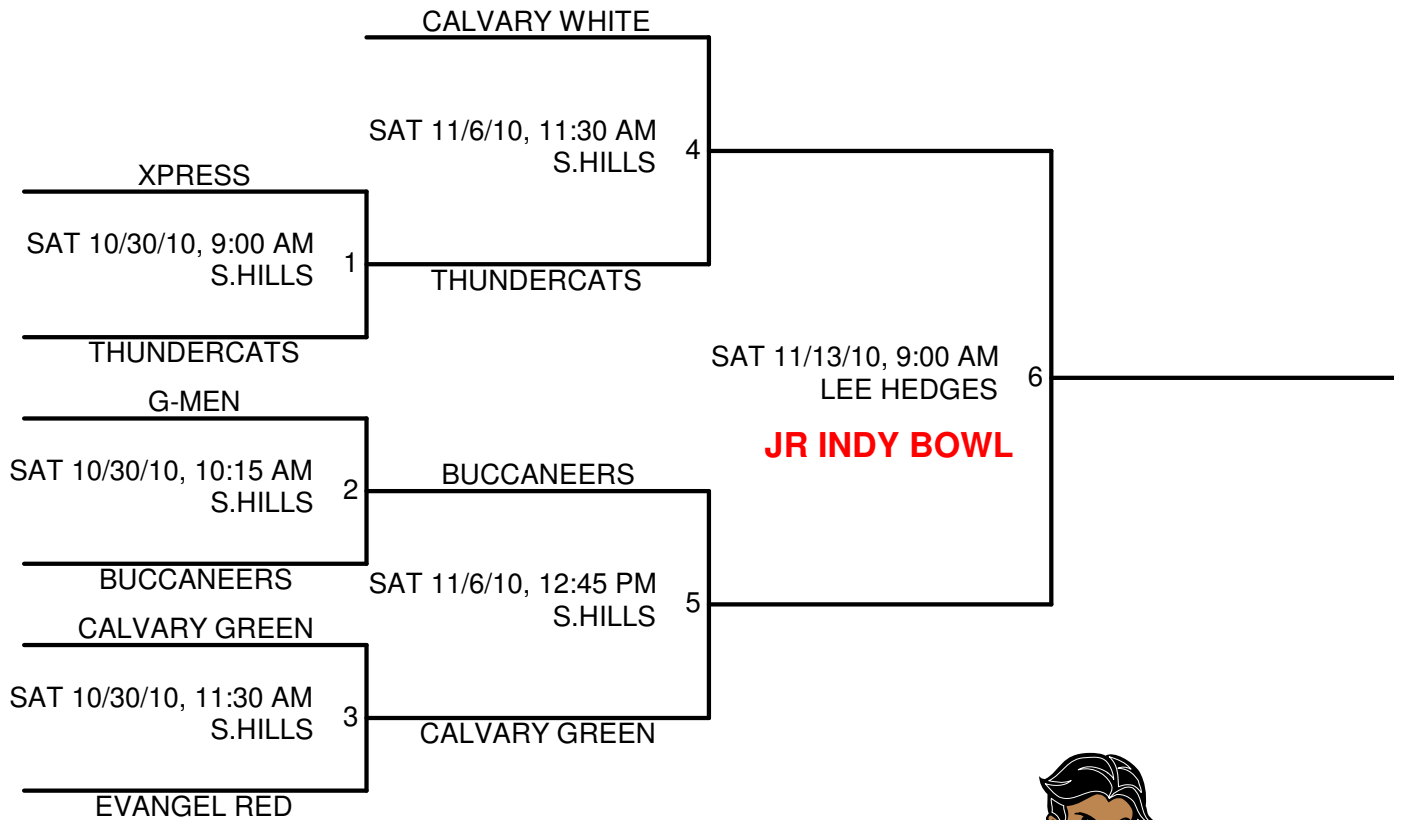 CALVARY WHITE
SAT 11/6/10, 11:30 AM
S.HILLS
4
XPRESS
SAT 10/30/10, 9:00 AM
S.HILLS
1
THUNDERCATS
THUNDERCATS
SAT 11/13/10, 9:00 AM
LEE HEDGES
6
JR INDY BOWL
G-MEN
SAT 10/30/10, 10:15 AM
S.HILLS
2
BUCCANEERS
BUCCANEERS
SAT 11/6/10, 12:45 PM
S.HILLS
5
CALVARY GREEN
SAT 10/30/10, 11:30 AM
S.HILLS
3
CALVARY GREEN
EVANGEL RED